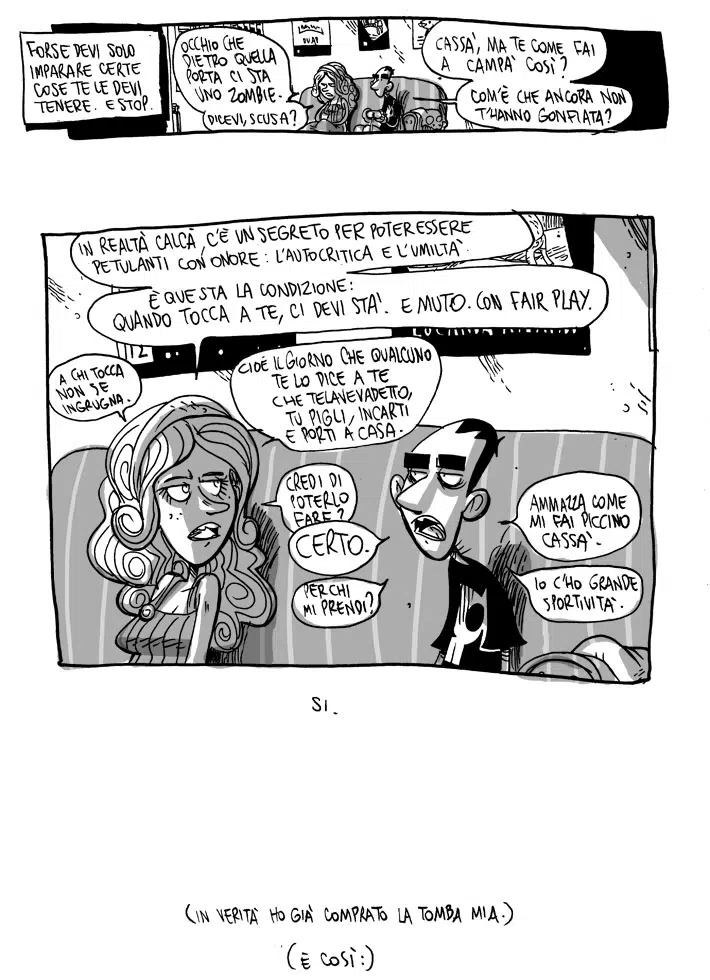 FORSE DEVI SOLO
IMPARARE CERTE
COSE TE LE DEVI
TENERE. E STOP.
OCCHIO CHE
DIETRO QUELLA
PORTA CI STA
UNO ZOMBIE.
DICEVI, SCUSA?
CASSÀ, MA TE COME FAI
A CAMPÀ COSÌ?
COM'È CHE ANCORA NON
T'HANNO GONFIATA?
IN REALTÀ CALCÀ, C'È UN SEGRETO PER POTER ESSERE
PETULANTI CON ONORE: L'AUTOCRITICA E L'UMILTÀ.
E QUESTA LA CONDIZIONE:
QUANDO TOCCA A TE, CI DEVI STÀ. E MUTO. CON FAIR PLAY.
12
A CHI TOCCA
NON SE
INGRUGNA.
CIOÈ IL GIORNO CHE QUALCUNO
TE LO DICE A TE
CHE TELAVEVADETTO,
TU PIGLI, INCARTI
E PORTI A CASA.
CREDI DI
POTERLO
FARE?
CERTO.
PER CHI
MI PRENDI?
AMMAZZA COME
MI FAI PICCINO
CASSÀ.
IO C'HO GRANDE
SPORTIVITÀ.
SI.
(IN VERITÀ HO GIÀ COMPRATO LA TOMBA MIA.)
(È COSÌ:)